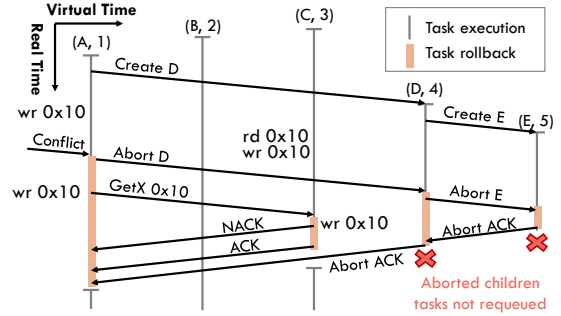 Virtual Time
Real Time
(A, 1)
(B, 2)
(C, 3)
Task execution
Task rollback
Create D
(D, 4)
Create E
(E, 5)
wr 0x10
rd 0x10
wr 0x10
Conflict
Abort D
wr 0x10
GetX 0x10
Abort E
NACK
wr 0x10
ACK
Abort ACK
Abort ACK
Aborted children
tasks not requeued